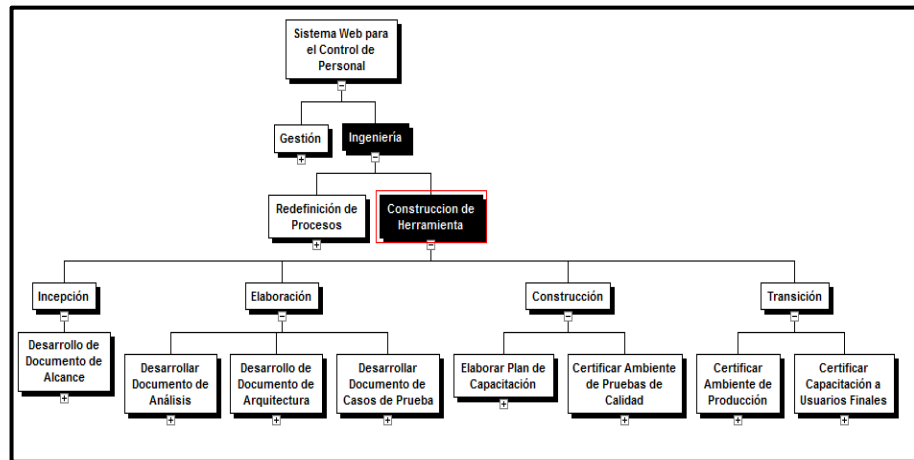 Sistema Web para
el Control de
Personal
Gestión
Ingeniería
Redefinición de
Procesos
Construccion de
Herramienta
Incepción
Elaboración
Construcción
Transición
Desarrollo de
Documento de
Alcance
Desarrollar
Documento de
Análisis
Desarrollo de
Documento de
Arquitectura
Desarrollar
Documento de
Casos de Prueba
Elaborar Plan de
Capacitación
Certificar Ambiente
de Pruebas de
Calidad
Certificar
Ambiente de
Producción
Certificar
Capacitación a
Usuarios Finales